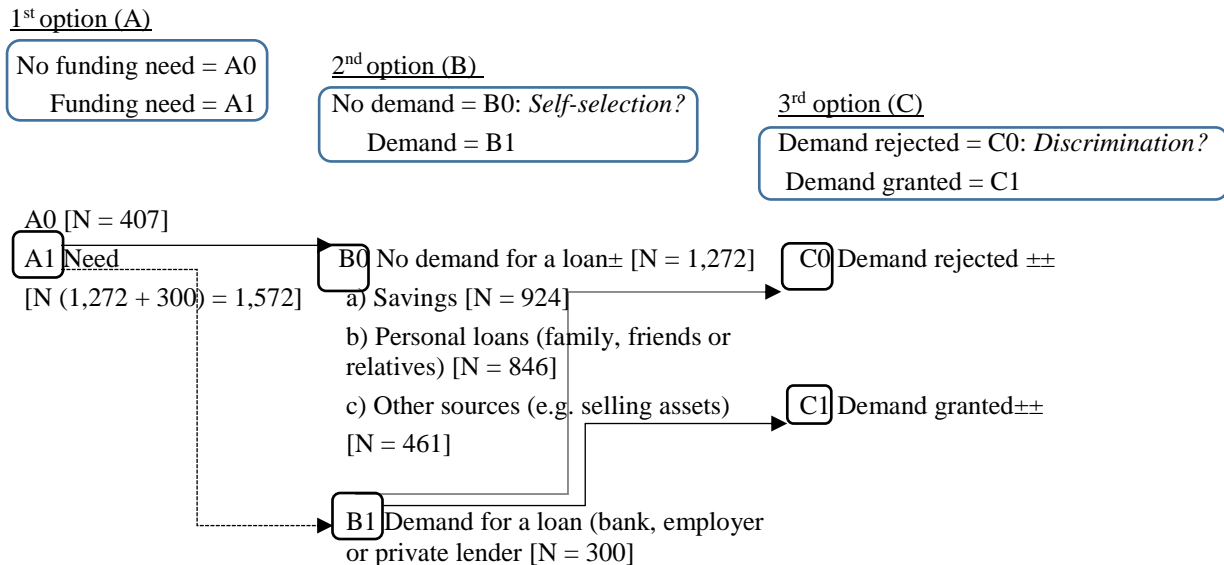 1st option (A)
No funding need = A0
Funding need = A1
2nd option (B)
No demand = B0: Self-selection?
Demand = B1
3rd option (C)
Demand rejected = C0: Discrimination?
Demand granted = C1
A0 [N = 407]
A1 Need
[N (1,272 + 300) = 1,572]
B0 No demand for a loan± [N = 1,272]
a) Savings [N = 924]
b) Personal loans (family, friends or
relatives) [N = 846]
c) Other sources (e.g. selling assets)
[N = 461]
B1 Demand for a loan (bank, employer
or private lender [N = 300]
C0 Demand rejected ±±
C1 Demand granted±±